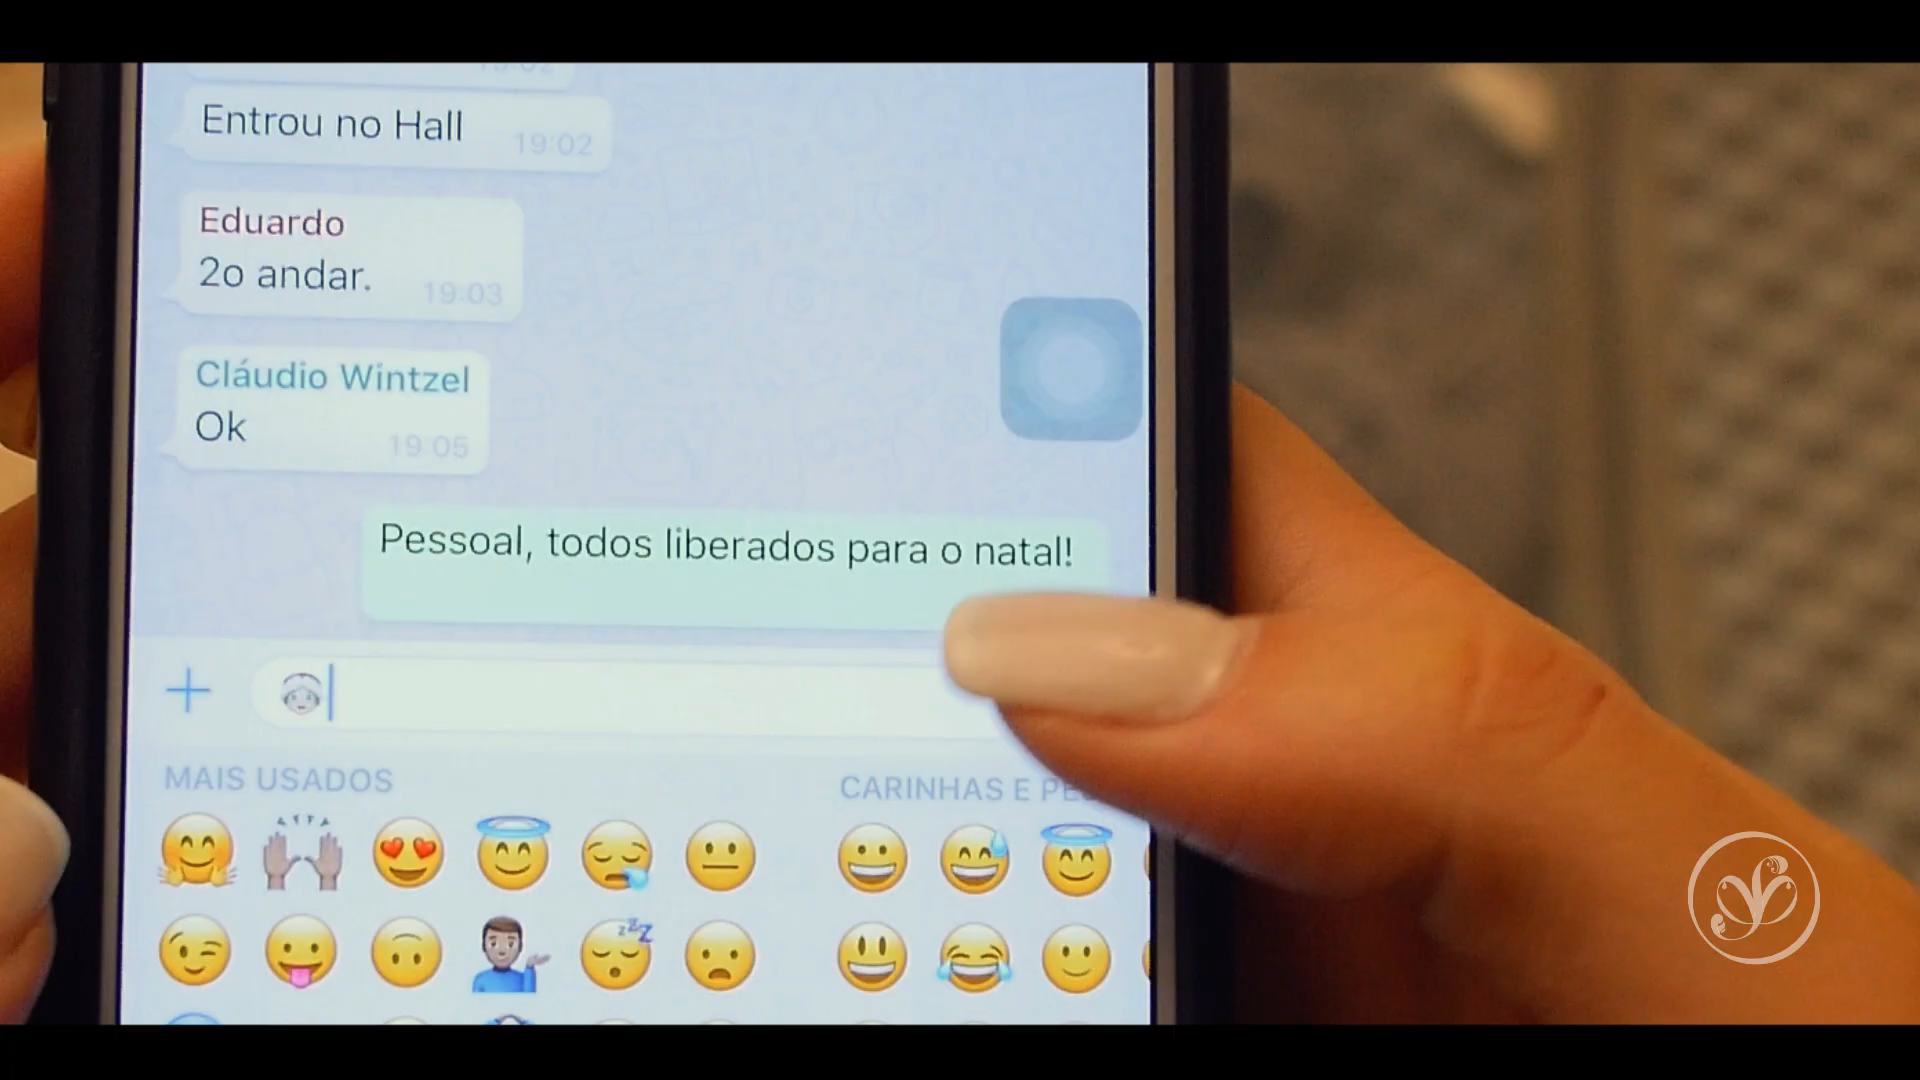 Entrou no Hall
19:02
Eduardo
2o andar.
19:03
Cláudio Wintzel
Ok
19:05
Pessoal, todos liberados para o natal!
MAIS USADOS
CARINHAS E